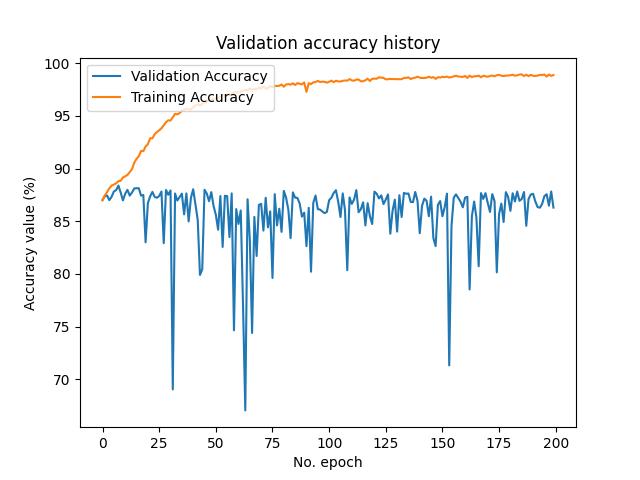 Validation accuracy history
Validation Accuracy
Training Accuracy
Accuracy value (%)
100
95
90
85
80
75
70
0 25 50 75 100 125 150 175 200
No. epoch